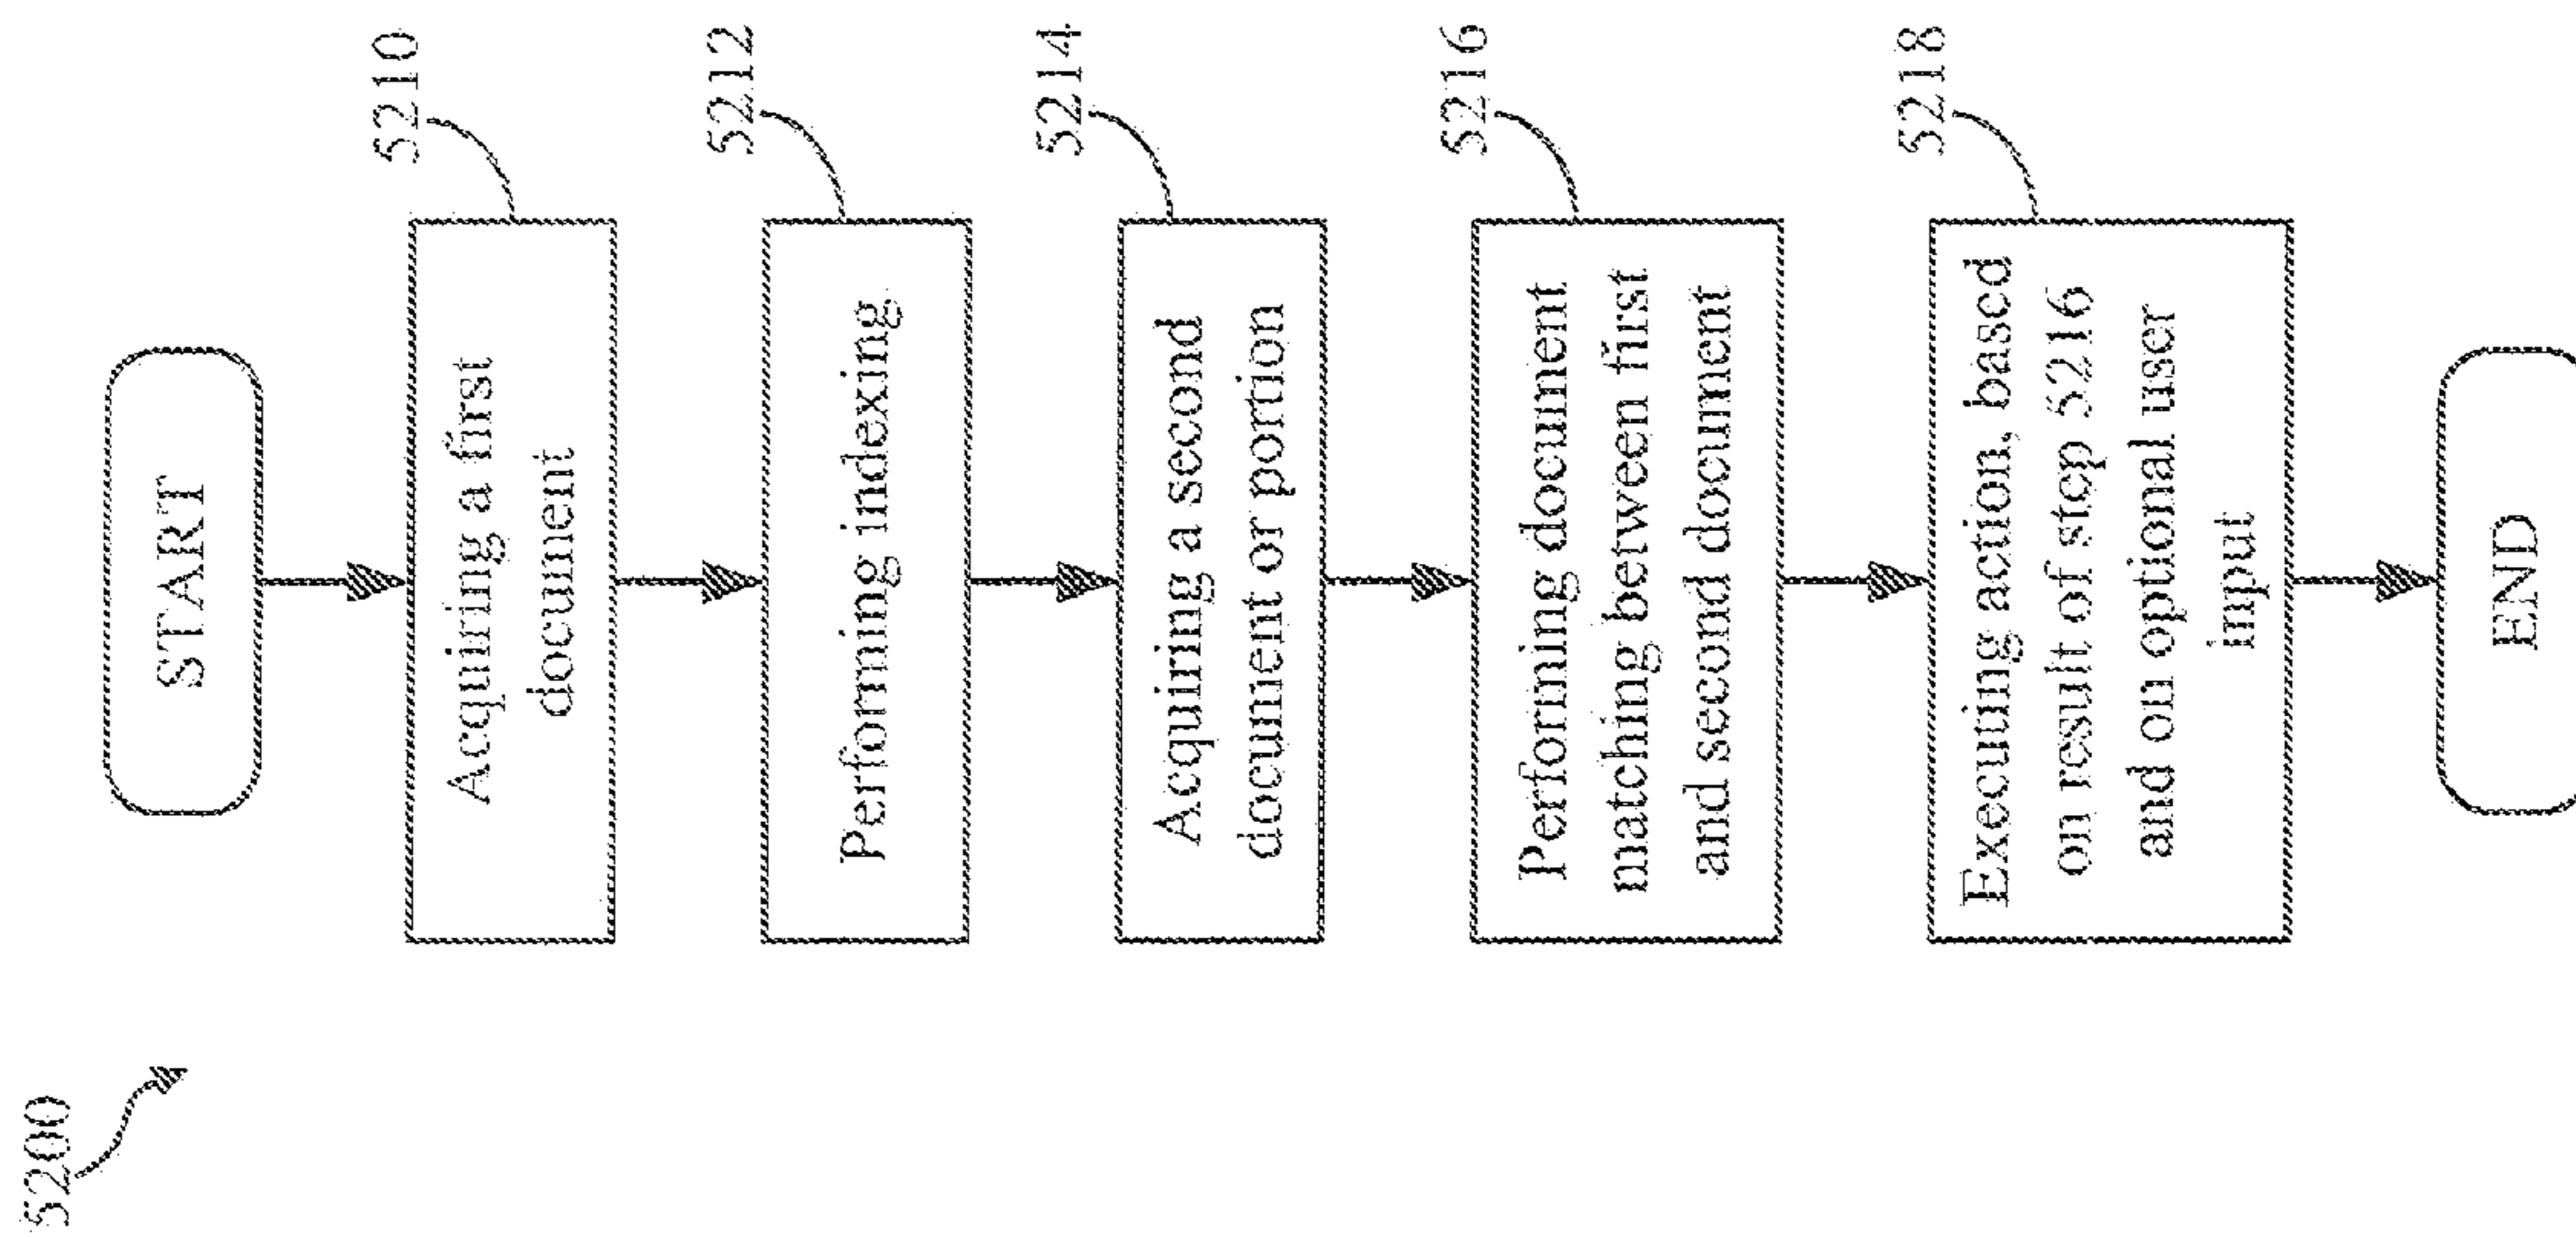 5200
START
Acquiring a first
document
5210
Performing indexing
5212
Acquiring a second
document or portion
5214
Performing document
matching between first
and second document
5216
Executing action, based
on result of step 5216
and on optional user
input
5218
END